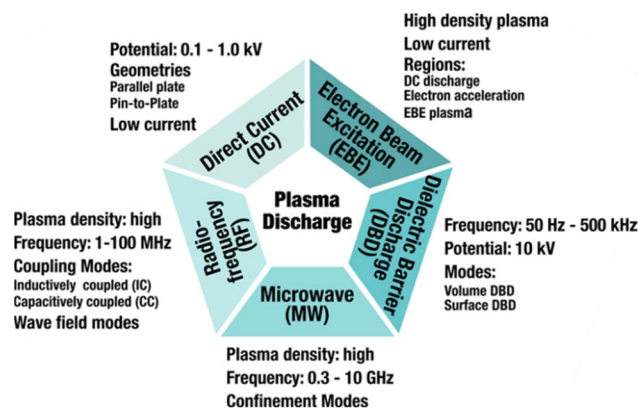 Potential: 0.1 - 1.0 kV
Geometries
Parallel plate
Pin-to-Plate
Low current
High density plasma
Low current
Regions:
DC discharge
Electron acceleration
EBE plasma
Direct Current
(DC)
Electron Beam
Excitation
(EBE)
Plasma
Discharge
Radio-
frequency
(RF)
Dielectric Barrier
Discharge
(DBD)
Microwave
(MW)
Plasma density: high
Frequency: 1-100 MHz
Coupling Modes:
Inductively coupled (IC)
Capacitively coupled (CC)
Wave field modes
Frequency: 50 Hz - 500 kHz
Potential: 10 kV
Modes:
Volume DBD
Surface DBD
Plasma density: high
Frequency: 0.3 - 10 GHz
Confinement Modes